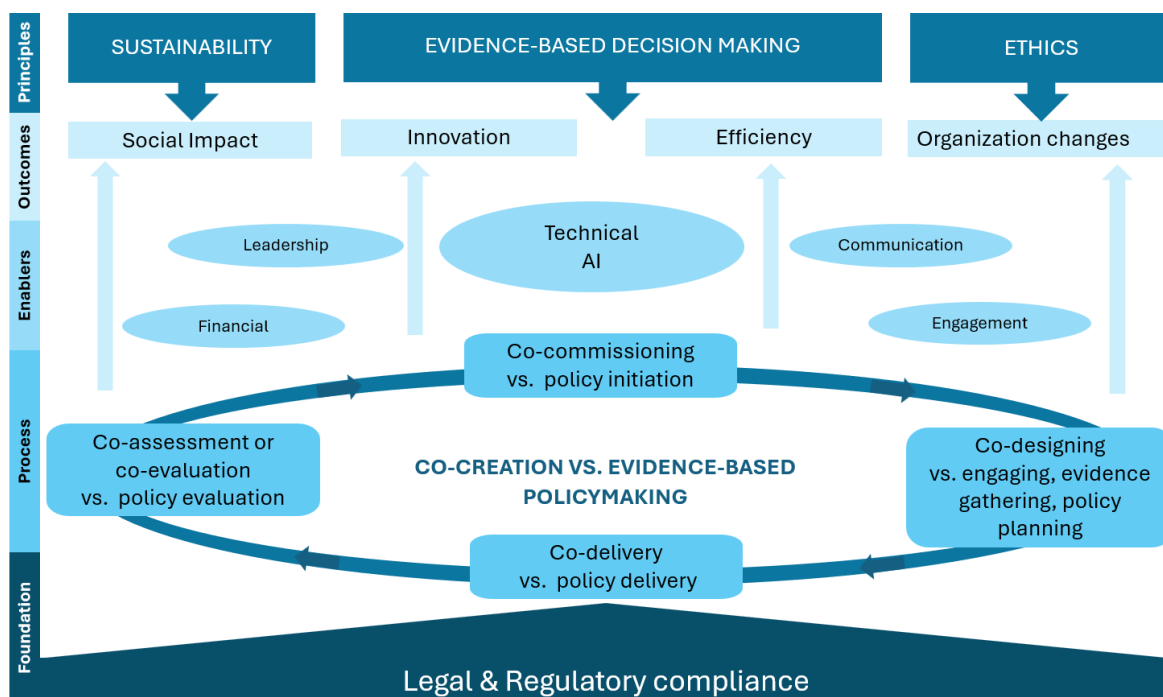 Principles
SUSTAINABILITY
EVIDENCE-BASED DECISION MAKING
ETHICS
Outcomes
Social Impact
Innovation
Efficiency
Organization changes
Enablers
Leadership
Technical
AI
Communication
Financial
Engagement
Process
Co-commissioning
vs. policy initiation
Co-assessment or
co-evaluation
vs. policy evaluation
CO-CREATION VS. EVIDENCE-BASED
POLICYMAKING
Co-designing
vs. engaging, evidence
gathering, policy
planning
Co-delivery
vs. policy delivery
Foundation
Legal & Regulatory compliance